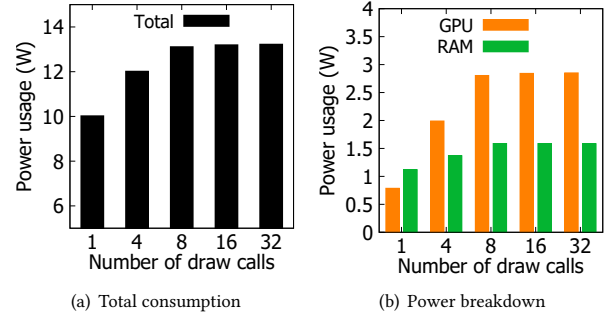 Total
Power usage (W)
14
12
10
8
6
1 4 8 16 32
Number of draw calls
(a) Total consumption
GPU
RAM
Power usage (W)
4
3.5
3
2.5
2
1.5
1
0.5
0
1 4 8 16 32
Number of draw calls
(b) Power breakdown